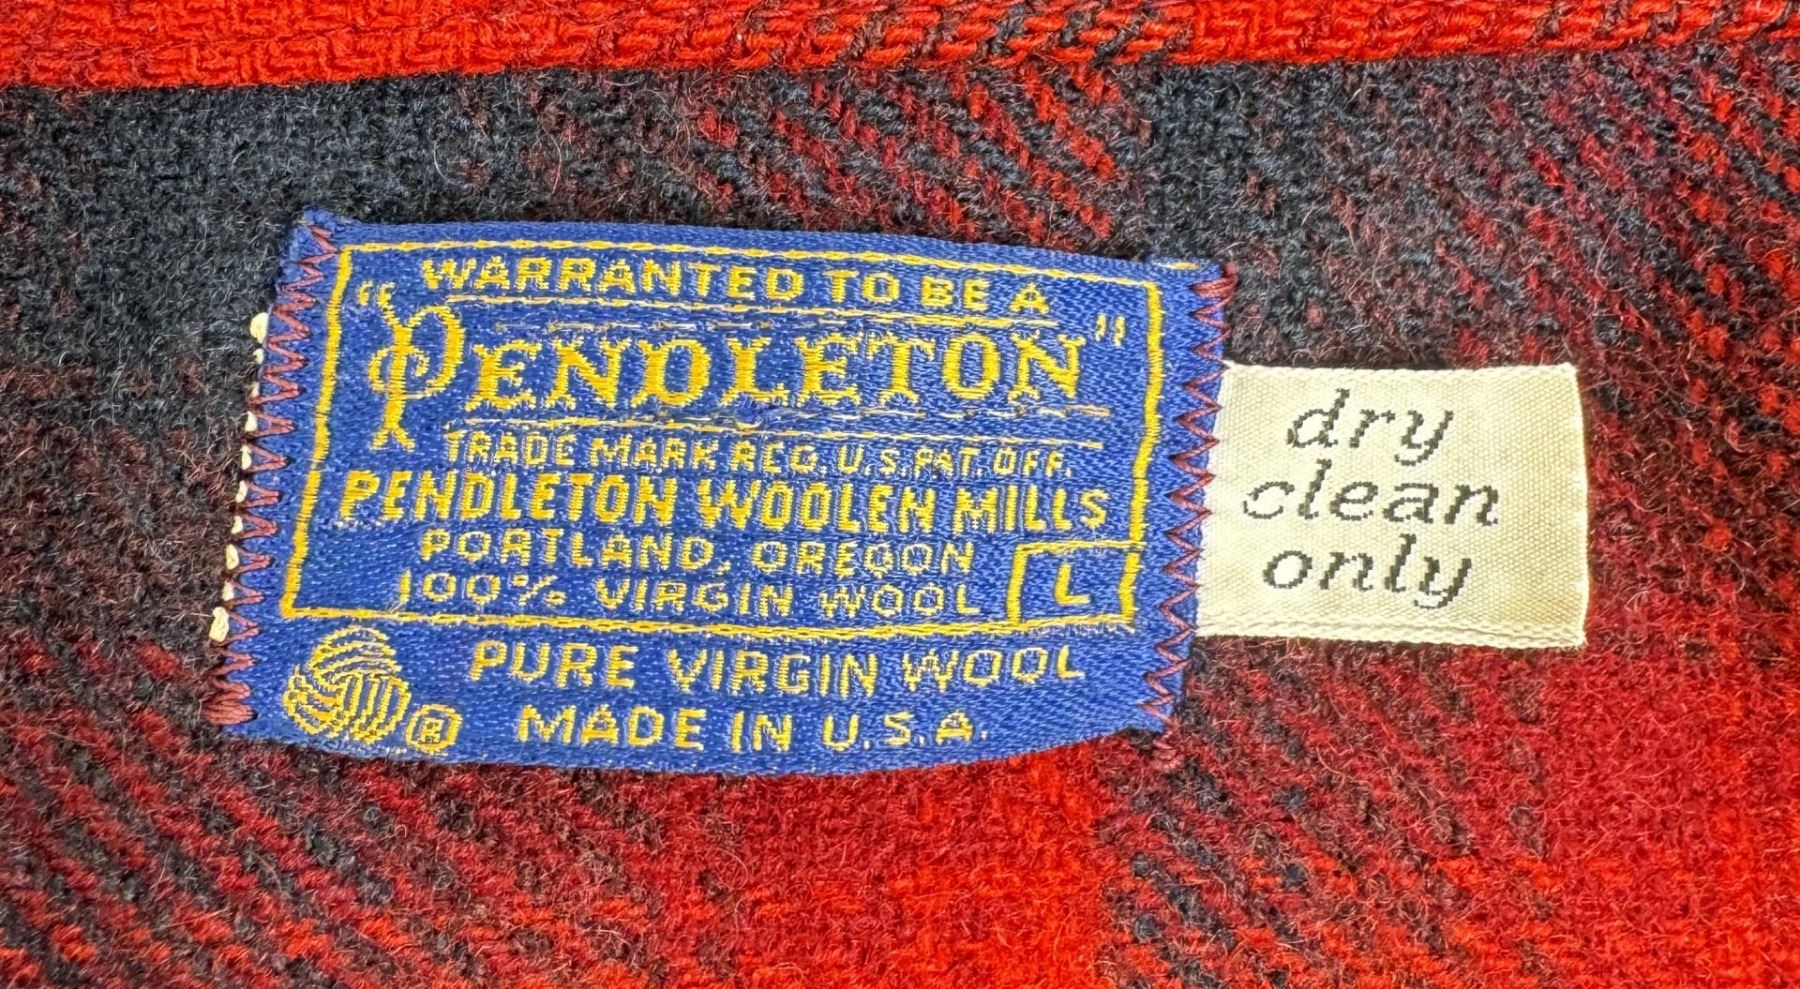 WARRANTED TO BE A
"PENDLETON"
TRADE MARK REG. U.S. PAT. OFF.
PENDLETON WOOLEN MILLS
PORTLAND, OREGON
100% VIRGIN WOOL
L
PURE VIRGIN WOOL
® MADE IN U.S.A.
dry
clean
only